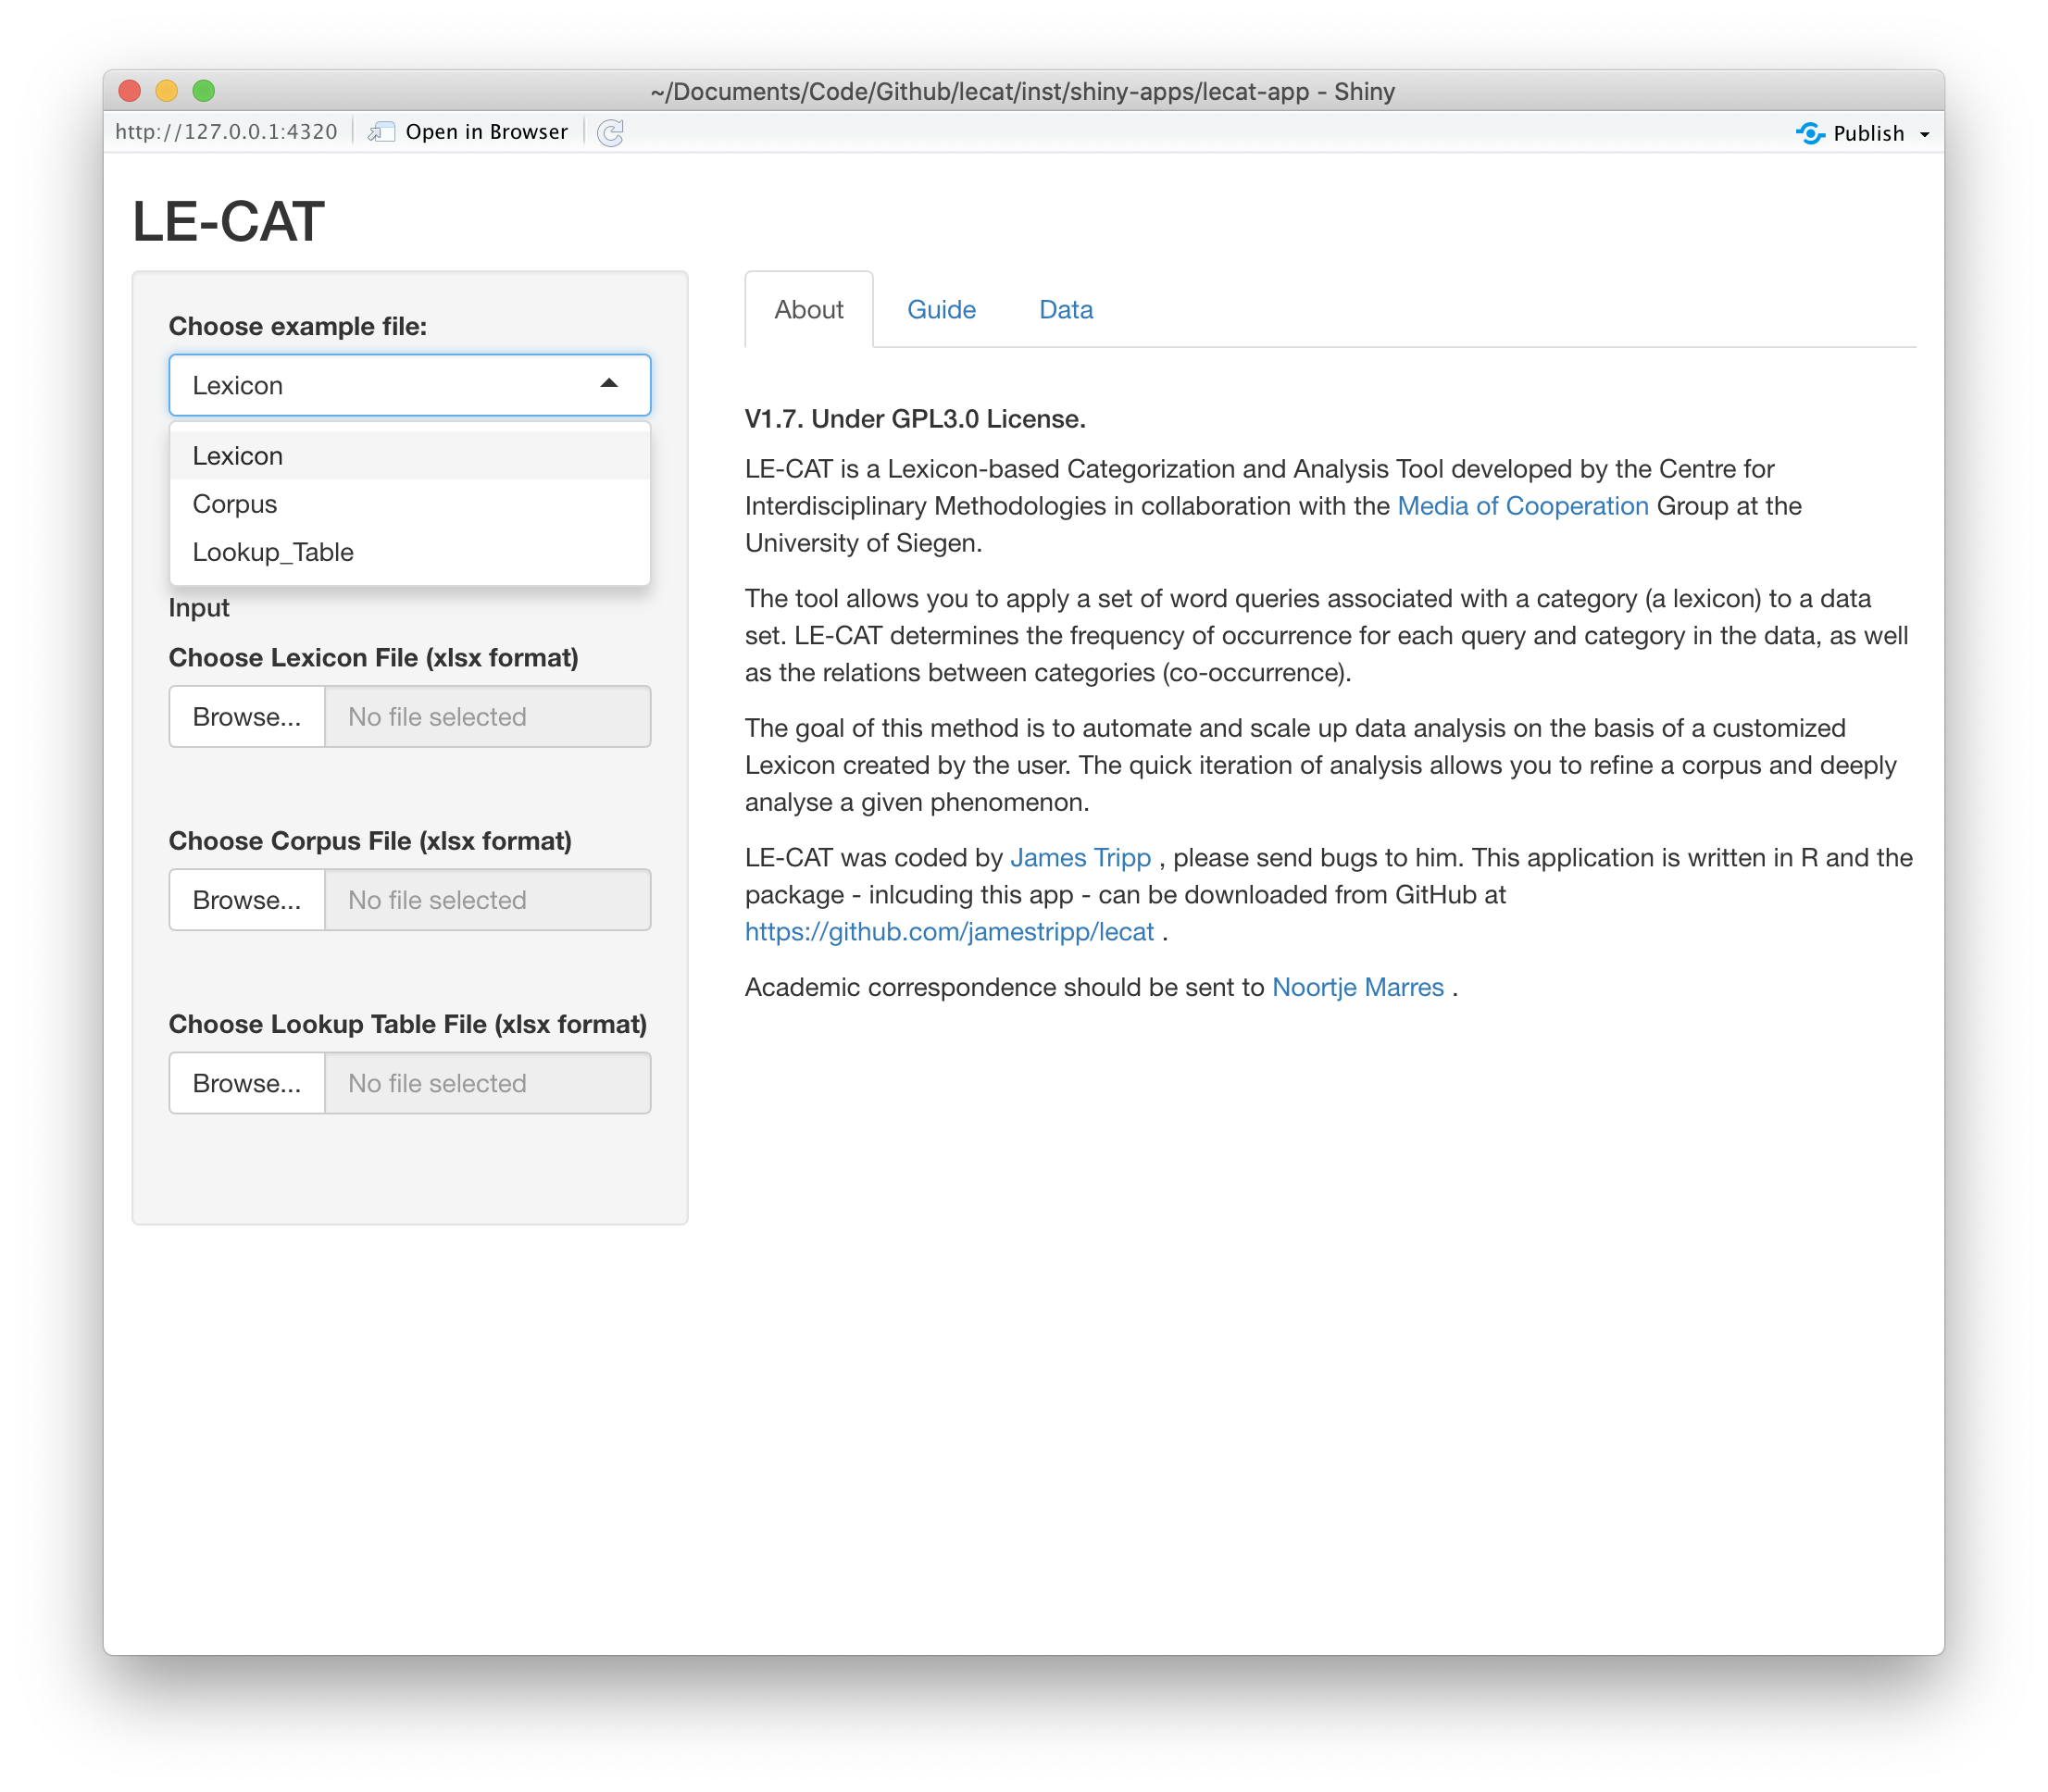 ~/Documents/Code/Github/lecat/inst/shiny-apps/lecat-app - Shiny
http://127.0.0.1:4320
Open in Browser
Publish
LE-CAT
Choose example file:
Lexicon
Lexicon
Corpus
Lookup_Table
Input
Choose Lexicon File (xlsx format)
Browse... No file selected
Choose Corpus File (xlsx format)
Browse... No file selected
Choose Lookup Table File (xlsx format)
Browse... No file selected
About Guide Data
V1.7. Under GPL3.0 License.
LE-CAT is a Lexicon-based Categorization and Analysis Tool developed by the Centre for
Interdisciplinary Methodologies in collaboration with the Media of Cooperation Group at the
University of Siegen.
The tool allows you to apply a set of word queries associated with a category (a lexicon) to a data
set. LE-CAT determines the frequency of occurrence for each query and category in the data, as well
as the relations between categories (co-occurrence).
The goal of this method is to automate and scale up data analysis on the basis of a customized
Lexicon created by the user. The quick iteration of analysis allows you to refine a corpus and deeply
analyse a given phenomenon.
LE-CAT was coded by James Tripp , please send bugs to him. This application is written in R and the
package - inlcuding this app - can be downloaded from GitHub at
https://github.com/jamestripp/lecat .
Academic correspondence should be sent to Noortje Marres .